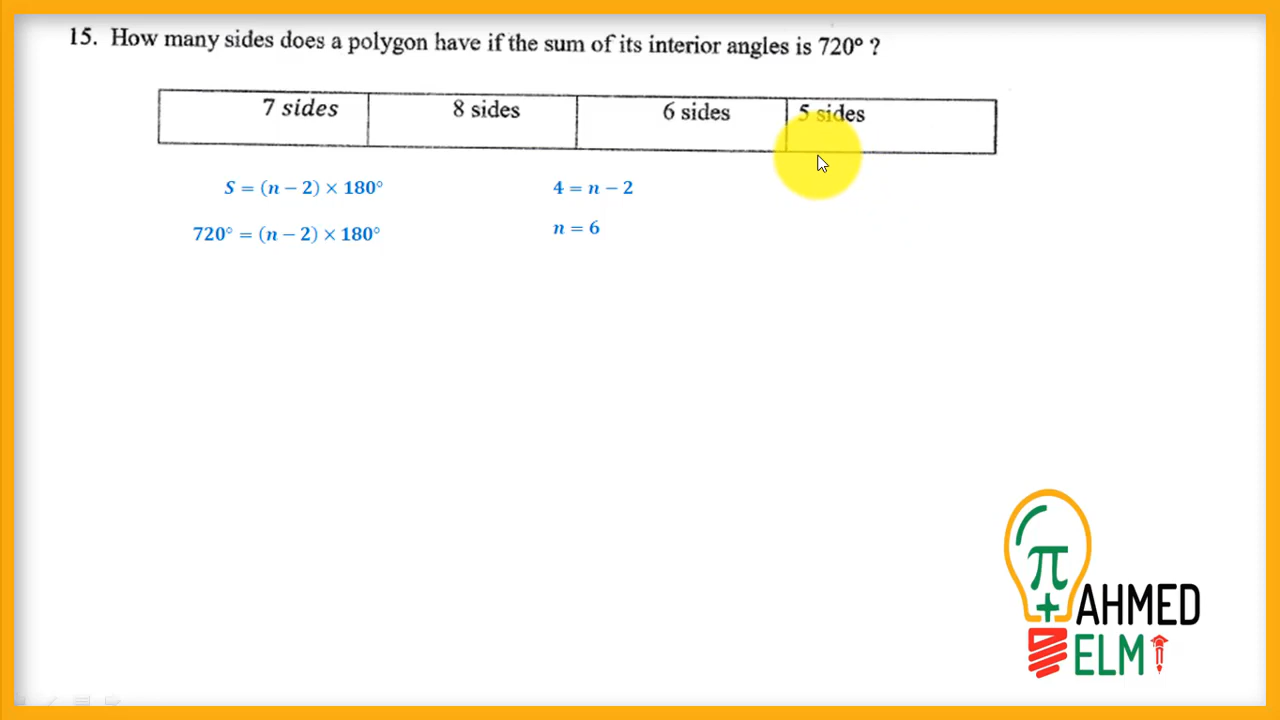 15. How many sides does a polygon have if the sum of its interior angles is 720° ?
7 sides 8 sides 6 sides 5 sides
S = (n − 2) × 180°
720° = (n − 2) × 180°
4 = n − 2
n = 6
π
+ AHMED
ELMI